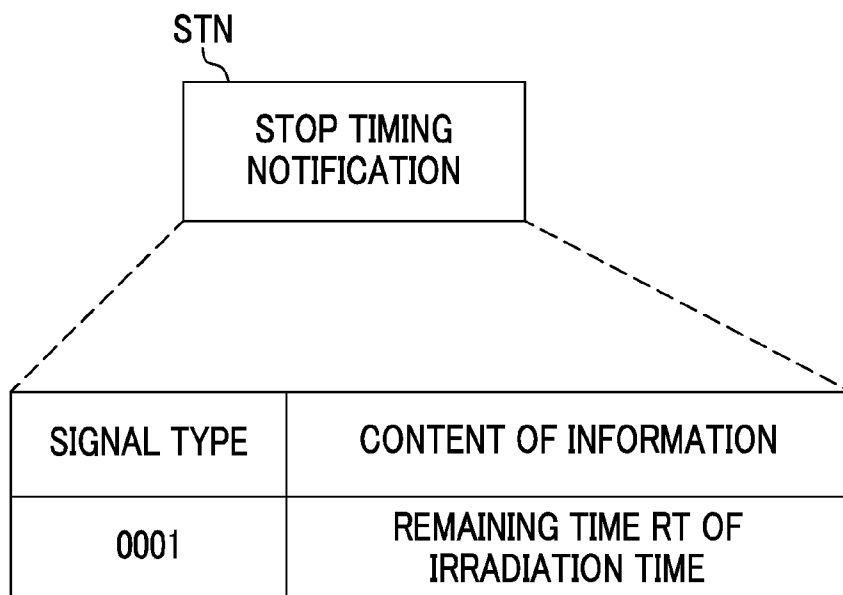 STN
STOP TIMING
NOTIFICATION
SIGNAL TYPE
CONTENT OF INFORMATION
0001
REMAINING TIME RT OF
IRRADIATION TIME